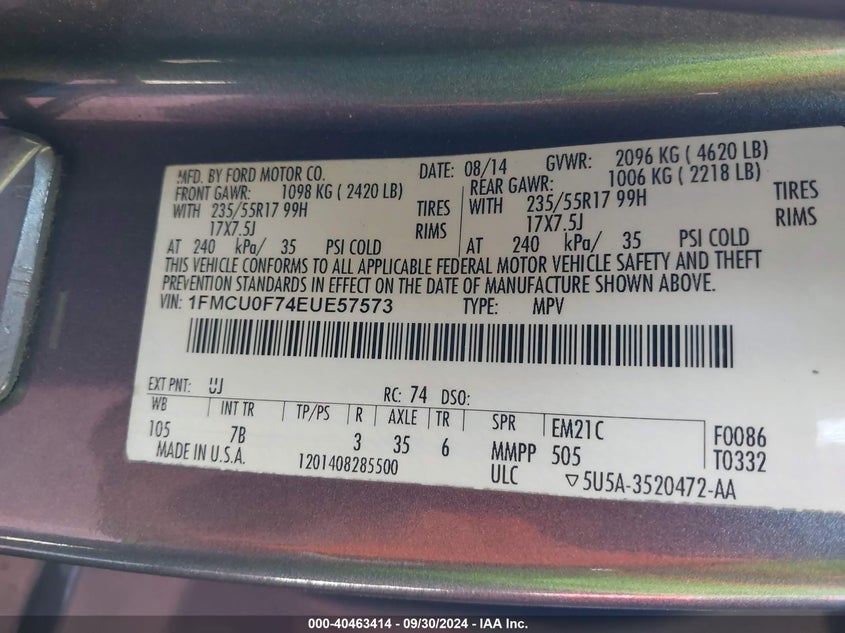 MFD. BY FORD MOTOR CO. DATE: 08/14 GVWR: 2096 KG ( 4620 LB)
FRONT GAWR: 1098 KG ( 2420 LB) REAR GAWR: 1006 KG ( 2218 LB)
WITH 235/55R17 99H TIRES WITH 235/55R17 99H TIRES
17X7.5J RIMS 17X7.5J RIMS
AT 240 kPa/ 35 PSI COLD AT 240 kPa/ 35 PSI COLD
THIS VEHICLE CONFORMS TO ALL APPLICABLE FEDERAL MOTOR VEHICLE SAFETY AND THEFT
PREVENTION STANDARDS IN EFFECT ON THE DATE OF MANUFACTURE SHOWN ABOVE.
VIN: 1FMCU0F74EUE57573 TYPE: MPV
EXT PNT: UJ RC: 74 DSO:
WB INT TR TP/PS R AXLE TR SPR EM21C F0086
105 7B 3 35 6 MMPP 505 T0332
MADE IN U.S.A. 1201408285500 ULC ▽5U5A-3520472-AA
000-40463414 - 09/30/2024 - IAA Inc.